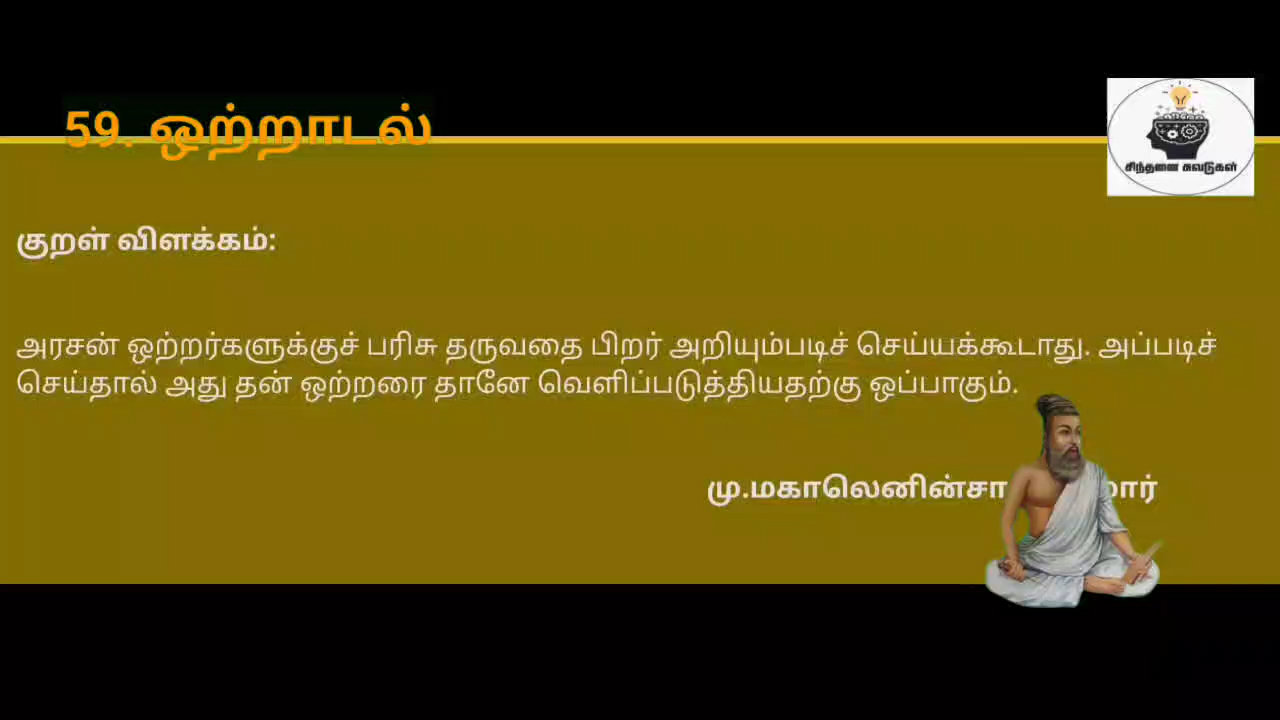 59. ஒற்றாடல்
சிந்தனை சுவடுகள்
குறள் விளக்கம்:
அரசன் ஒற்றர்களுக்குச் பரிசு தருவதை பிறர் அறியும்படிச் செய்யக்கூடாது. அப்படிச்
செய்தால் அது தன் ஒற்றரை தானே வெளிப்படுத்தியதற்கு ஒப்பாகும்.